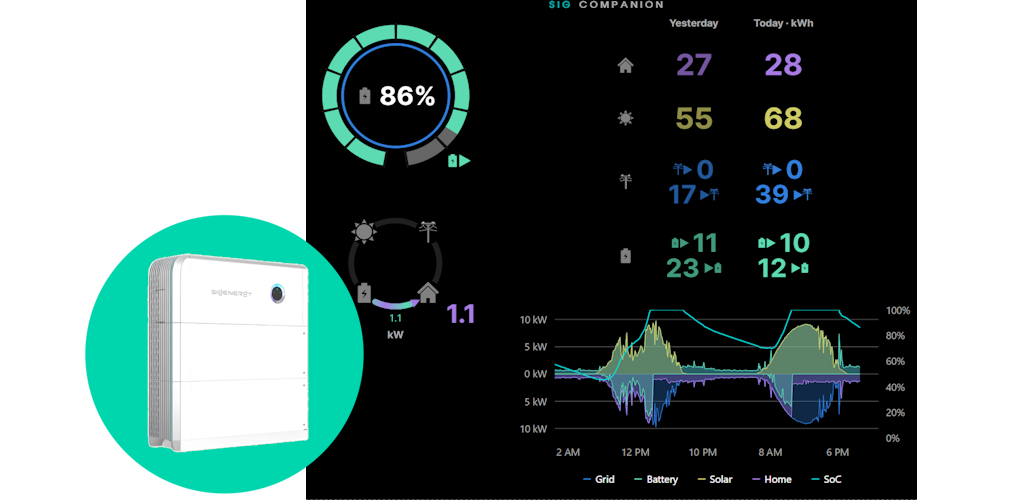 SIG COMPANION
Yesterday Today · kWh
86%
27 28
55 68
0 0
17 39
11 10
23 12
1.1
kW
1.1
SIGENERGY
10 kW 100%
5 kW 80%
0 kW 60%
5 kW 40%
10 kW 20%
0%
2 AM 12 PM 10 PM 8 AM 6 PM
Grid Battery Solar Home SoC